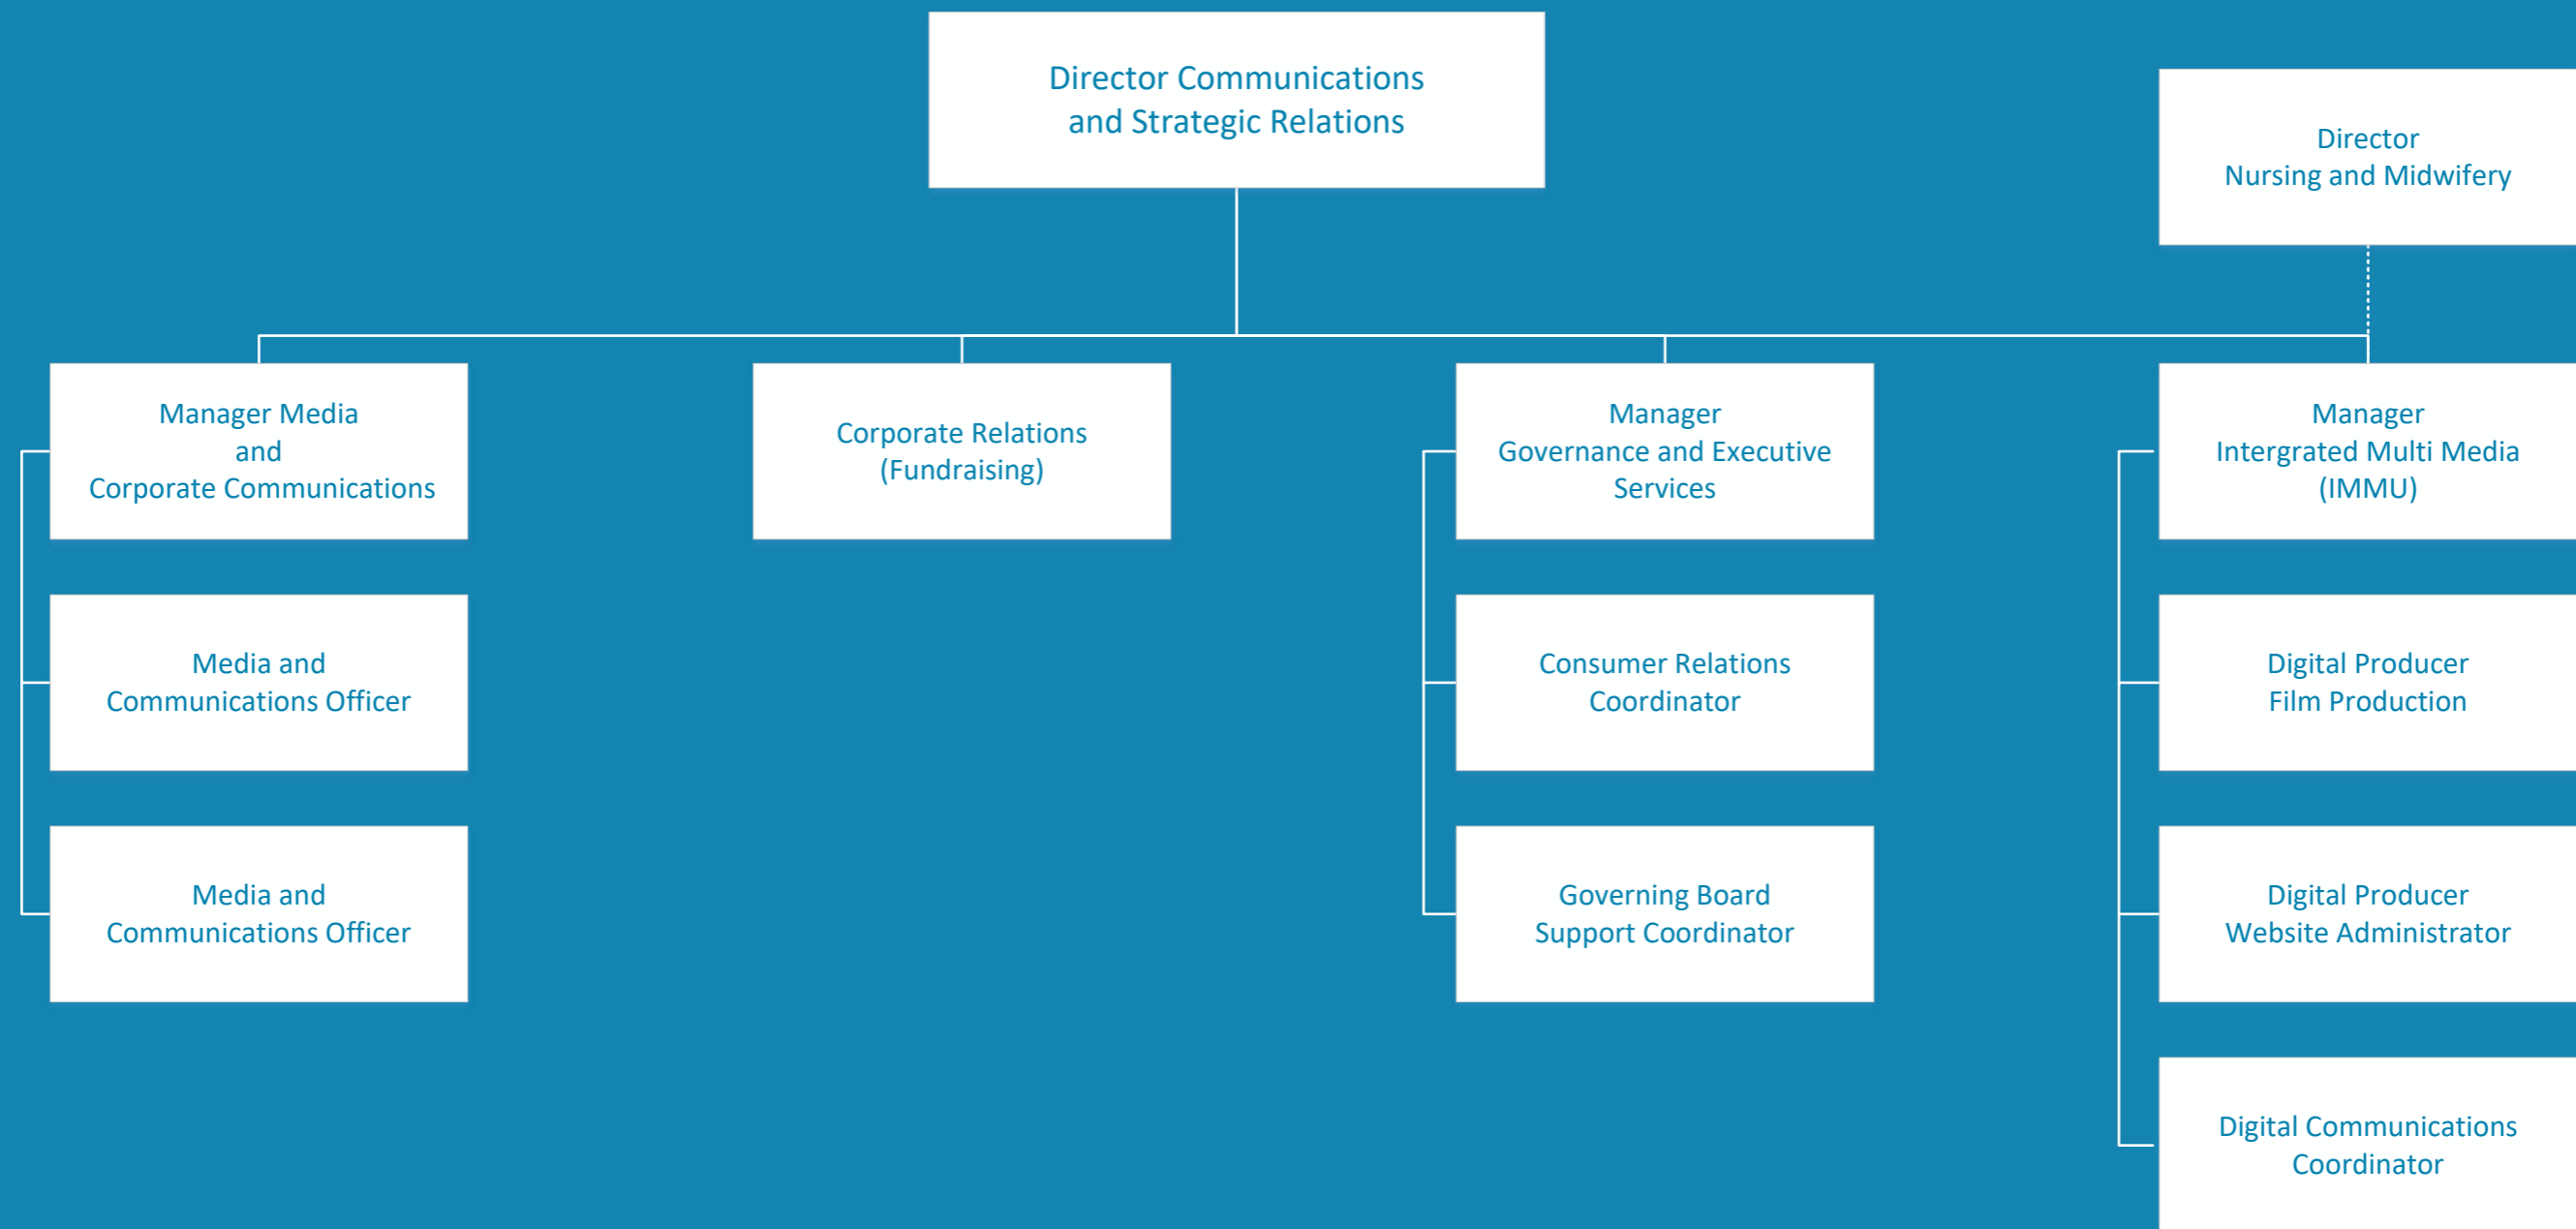 Director Communications
and Strategic Relations
Director
Nursing and Midwifery
Manager Media
and
Corporate Communications
Corporate Relations
(Fundraising)
Manager
Governance and Executive
Services
Manager
Intergrated Multi Media
(IMMU)
Media and
Communications Officer
Consumer Relations
Coordinator
Digital Producer
Film Production
Media and
Communications Officer
Governing Board
Support Coordinator
Digital Producer
Website Administrator
Digital Communications
Coordinator